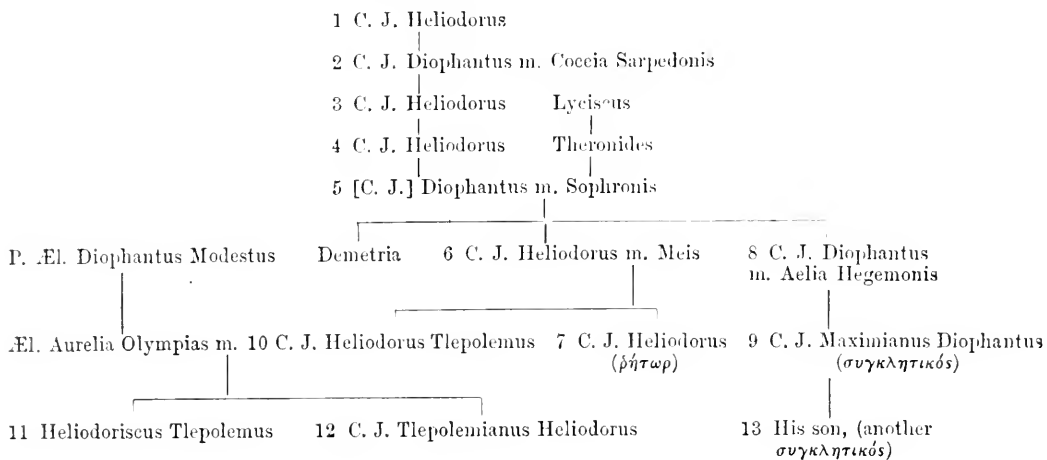 1 C. J. Heliodorus
2 C. J. Diophantus m. Coccia Sarpedonis
3 C. J. Heliodorus Lyciscus
4 C. J. Heliodorus Theronides
5 [C. J.] Diophantus m. Sophronis
P. Æl. Diophantus Modestus Demetria 6 C. J. Heliodorus m. Meis 8 C. J. Diophantus
m. Aelia Hegemonis
Æl. Aurelia Olympias m. 10 C. J. Heliodorus Tlepolemus 7 C. J. Heliodorus 9 C. J. Maximianus Diophantus
(ῥήτωρ) (συγκλητικός)
11 Heliodoriscus Tlepolemus 12 C. J. Tlepolemianus Heliodorus 13 His son, (another
συγκλητικός)